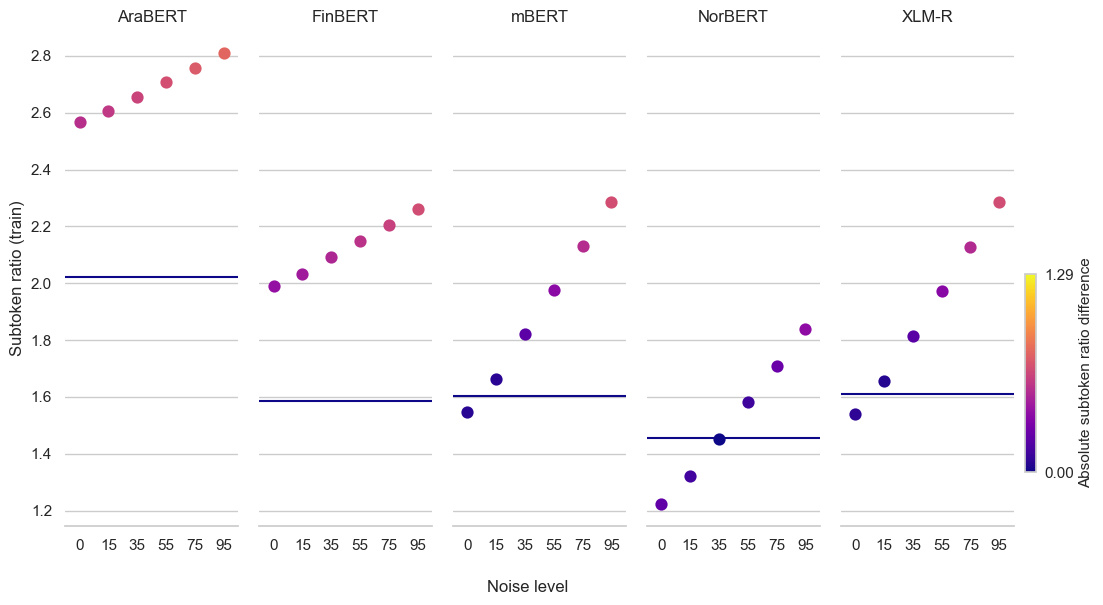 AraBERT FinBERT mBERT NorBERT XLM-R
Subtoken ratio (train)
2.8
2.6
2.4
2.2
2.0
1.8
1.6
1.4
1.2
0 15 35 55 75 95 0 15 35 55 75 95 0 15 35 55 75 95 0 15 35 55 75 95 0 15 35 55 75 95
Noise level
1.29
0.00
Absolute subtoken ratio difference